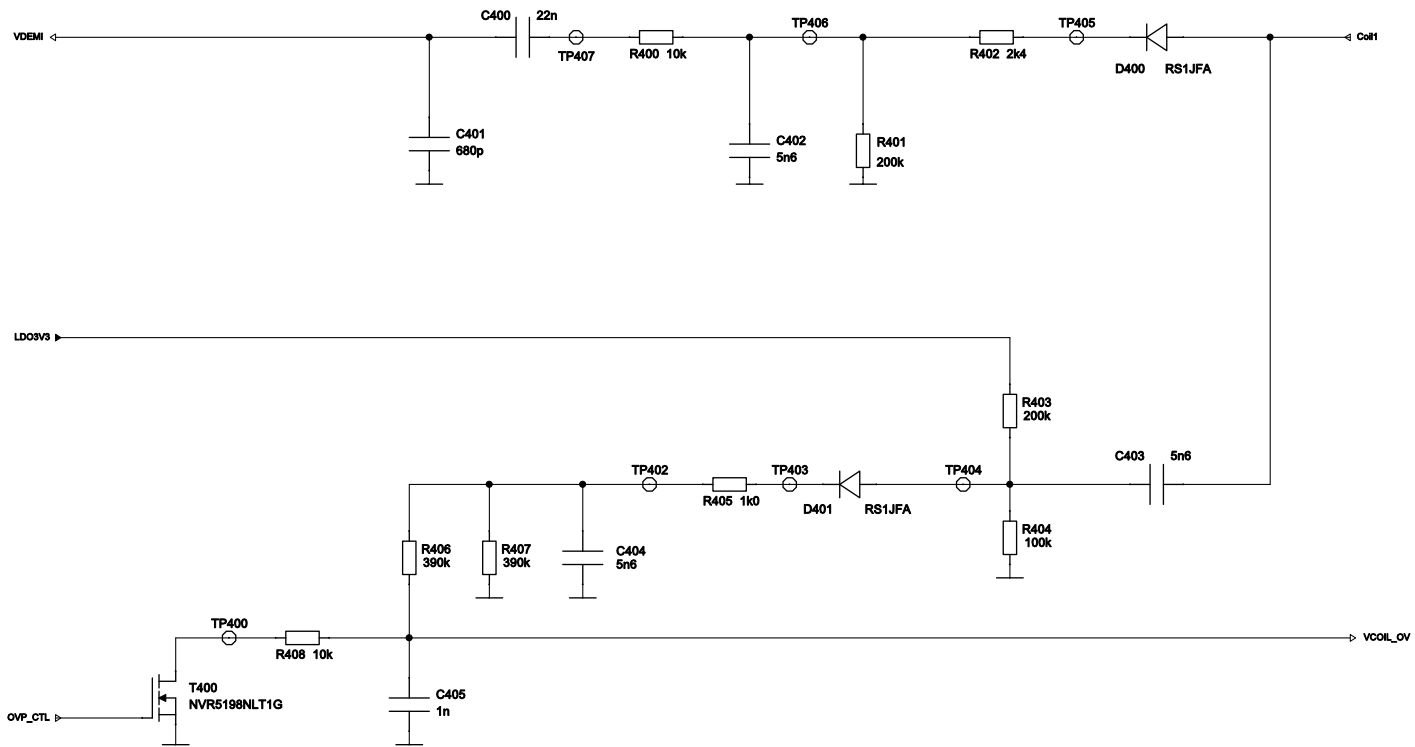 C400 22n
VDEMI
TP407
R400 10k
TP406
R402 2k4
TP405
D400 RS1JFA
Coil1
C401
680p
C402
5n6
R401
200k
LDO3V3
R403
200k
C403 5n6
TP402
R405 1k0
TP403
D401 RS1JFA
TP404
R404
100k
R406
390k
R407
390k
C404
5n6
TP400
R408 10k
VCOIL_OV
T400
NVR5198NLT1G
C405
1n
OVP_CTL